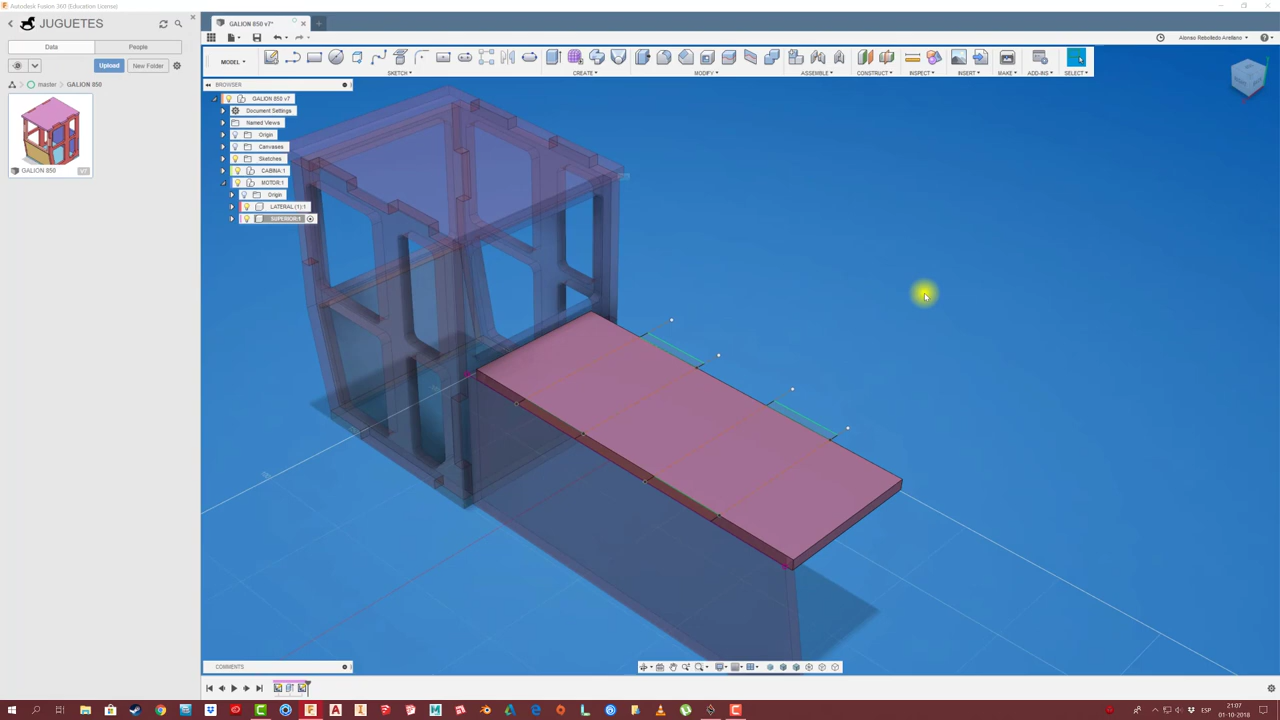 Autodesk Fusion 360 (Education License)
JUGUETES
GALION 850 v7*
Data
People
Alonso Rebolledo Arellano
Upload
New Folder
MODEL
SKETCH
CREATE
MODIFY
ASSEMBLE
CONSTRUCT
INSPECT
INSERT
MAKE
ADD-INS
SELECT
master
GALION 850
BROWSER
GALION 850 v7
Document Settings
Named Views
Origin
Canvases
Sketches
GALION 850
V7
CABINA:1
MOTOR:1
Origin
LATERAL (1):1
SUPERIOR:1
COMMENTS
ESP
21:07
01-10-2018